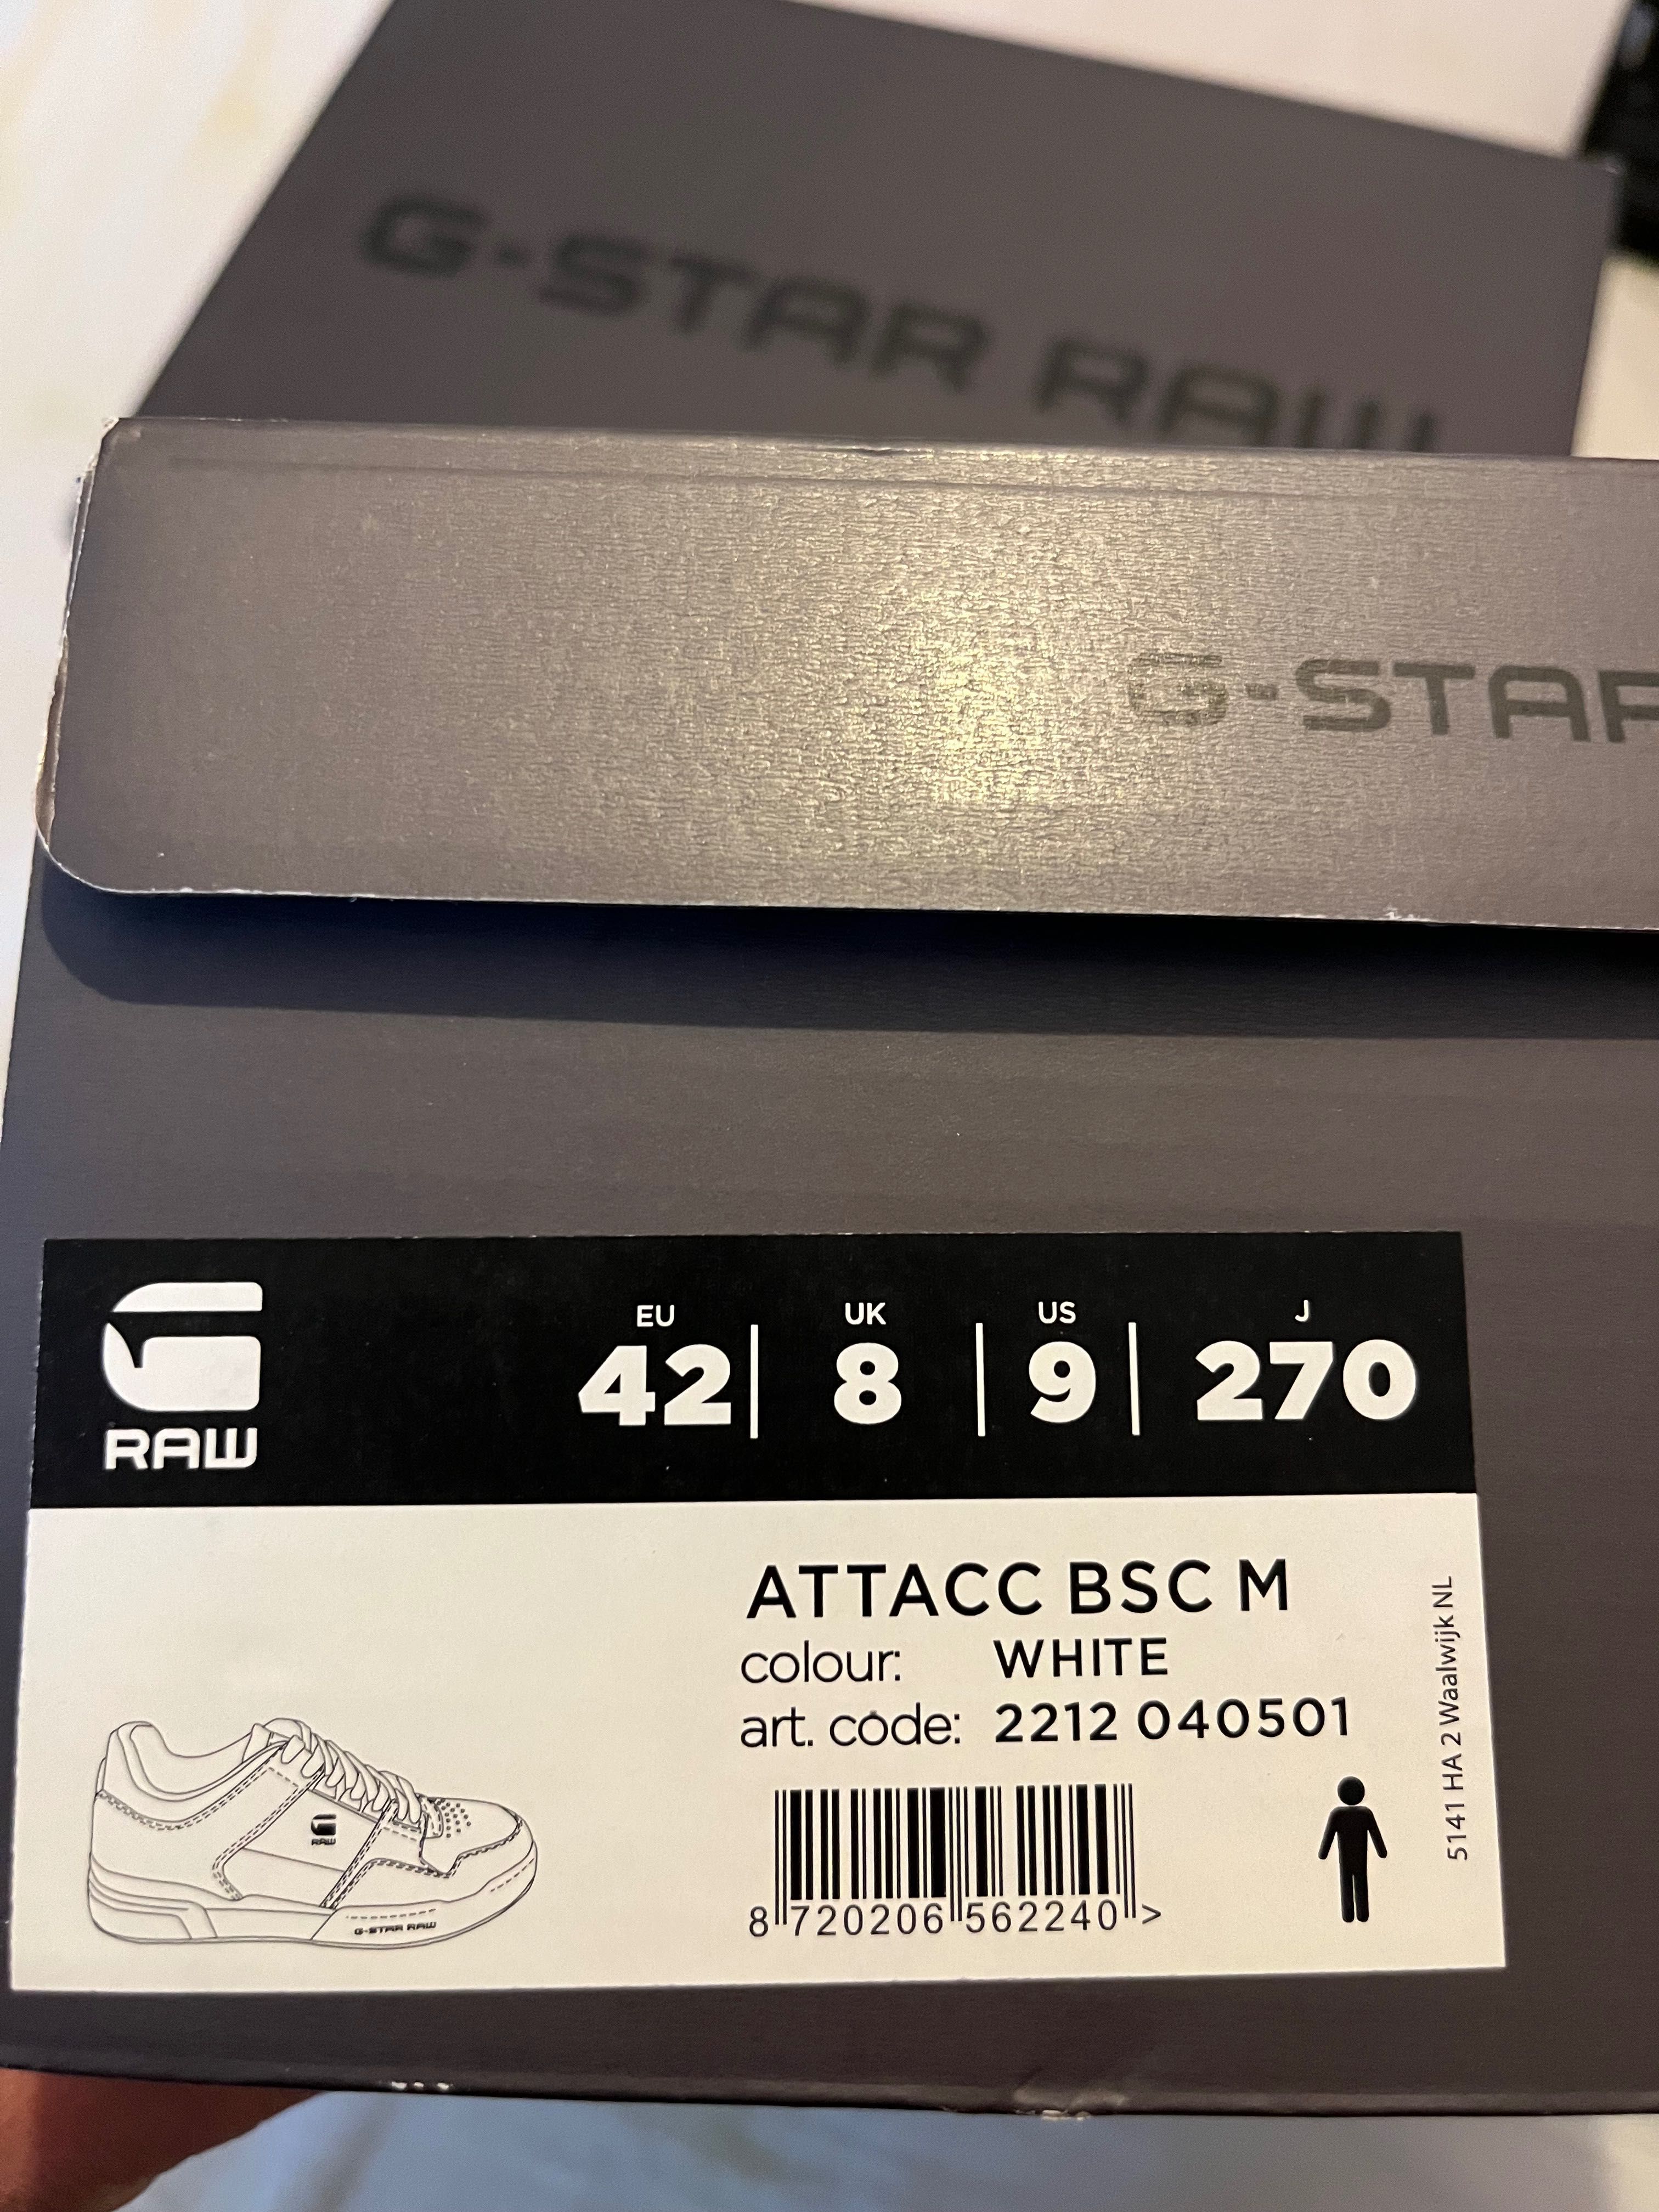 G-STAR RAW
G-STAR
RAW
EU UK US J
42 | 8 | 9 | 270
ATTACC BSC M
colour: WHITE
art. code: 2212 040501
5141 HA 2 Waalwijk NL
RAW
G-STAR RAW
8 720206 562240 >